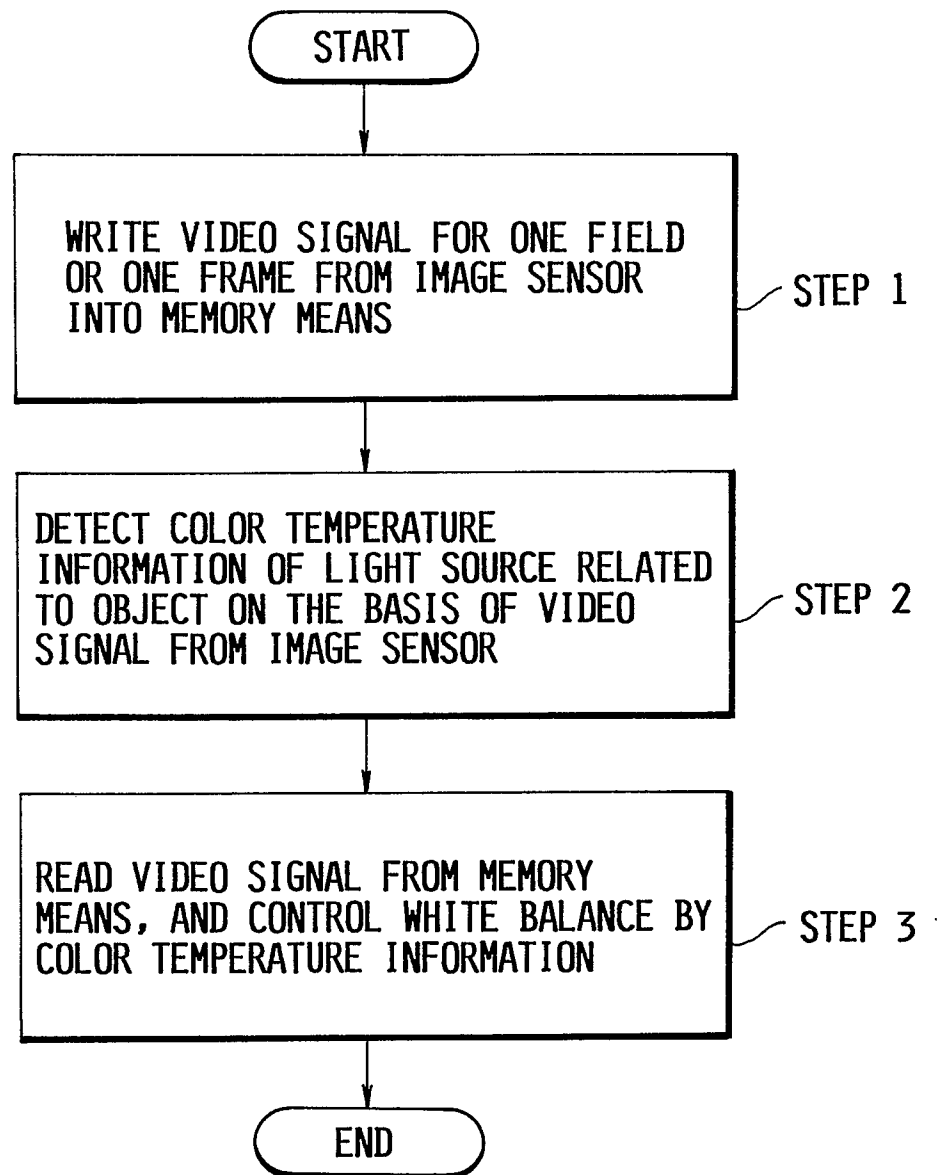 START
WRITE VIDEO SIGNAL FOR ONE FIELD
OR ONE FRAME FROM IMAGE SENSOR
INTO MEMORY MEANS
STEP 1
DETECT COLOR TEMPERATURE
INFORMATION OF LIGHT SOURCE RELATED
TO OBJECT ON THE BASIS OF VIDEO
SIGNAL FROM IMAGE SENSOR
STEP 2
READ VIDEO SIGNAL FROM MEMORY
MEANS, AND CONTROL WHITE BALANCE BY
COLOR TEMPERATURE INFORMATION
STEP 3
END